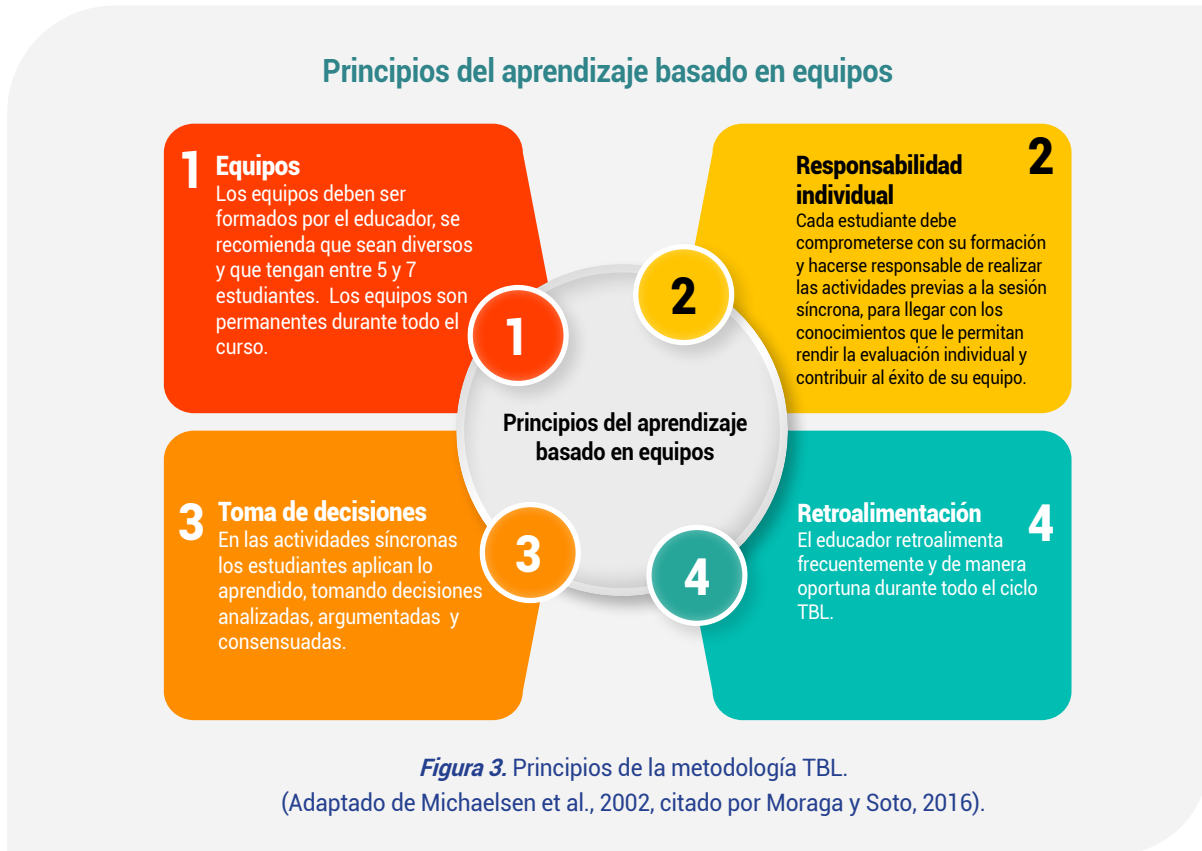 Principios del aprendizaje basado en equipos
1
Equipos
Los equipos deben ser
formados por el educador, se
recomienda que sean diversos
y que tengan entre 5 y 7
estudiantes. Los equipos son
permanentes durante todo el
curso.
2
Responsabilidad
individual
Cada estudiante debe
comprometerse con su formación
y hacerse responsable de realizar
las actividades previas a la sesión
síncrona, para llegar con los
conocimientos que le permitan
rendir la evaluación individual y
contribuir al éxito de su equipo.
1
2
Principios del aprendizaje
basado en equipos
3
4
3
Toma de decisiones
En las actividades síncronas
los estudiantes aplican lo
aprendido, tomando decisiones
analizadas, argumentadas y
consensuadas.
Retroalimentación
4
El educador retroalimenta
frecuentemente y de manera
oportuna durante todo el ciclo
TBL.
Figura 3. Principios de la metodología TBL.
(Adaptado de Michaelsen et al., 2002, citado por Moraga y Soto, 2016).